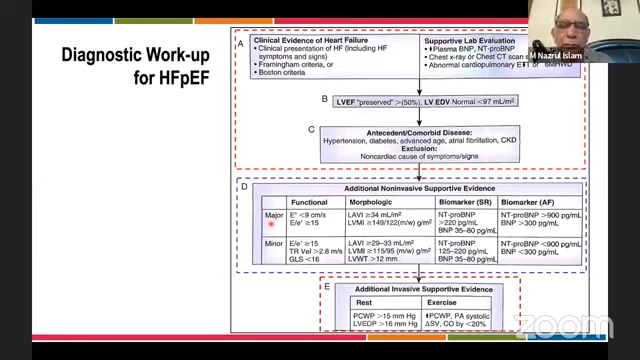 Diagnostic Work-up
for HFpEF
A
Clinical Evidence of Heart Failure
• Clinical presentation of HF (including HF
symptoms and signs)
• Framingham criteria, or
• Boston criteria
Supportive Lab Evaluation
• Plasma BNP, NT-proBNP
• Chest x-ray or Chest CT scan
• Abnormal cardiopulmonary
6MHWD
M Nazrul Islam
B
LVEF "preserved" >(50%), LV EDV Normal <97 mL/m²
C
Antecedent/Comorbid Disease:
Hypertension, diabetes, advanced age, atrial fibrillation, CKD
Exclusion:
Noncardiac cause of symptoms/signs
D
Additional Noninvasive Supportive Evidence
Functional Morphologic Biomarker (SR) Biomarker (AF)
Major
E" <9 cm/s
E/e' ≥15
LAVI ≥34 mL/m²
LVMI ≥149/122(m/w) g/m²
NT-proBNP
>220 pg/mL
BNP 35–80 pg/mL
NT-proBNP >900 pg/mL
BNP >300 pg/mL
Minor
E/e' ≥15
TR Vel >2.8 m/s
GLS <16
LAVI ≥29–33 mL/m²
LVMI ≥115/95 (m/w) g/m²
LVWT >12 mm
NT-proBNP
125–220 pg/mL
BNP 35–80 pg/mL
NT-proBNP <900 pg/mL
BNP <300 pg/mL
E
Additional Invasive Supportive Evidence
Rest Exercise
PCWP >15 mm Hg
LVEDP >16 mm Hg
PCWP, PA systolic
ΔSV, CO by <20%
zoom